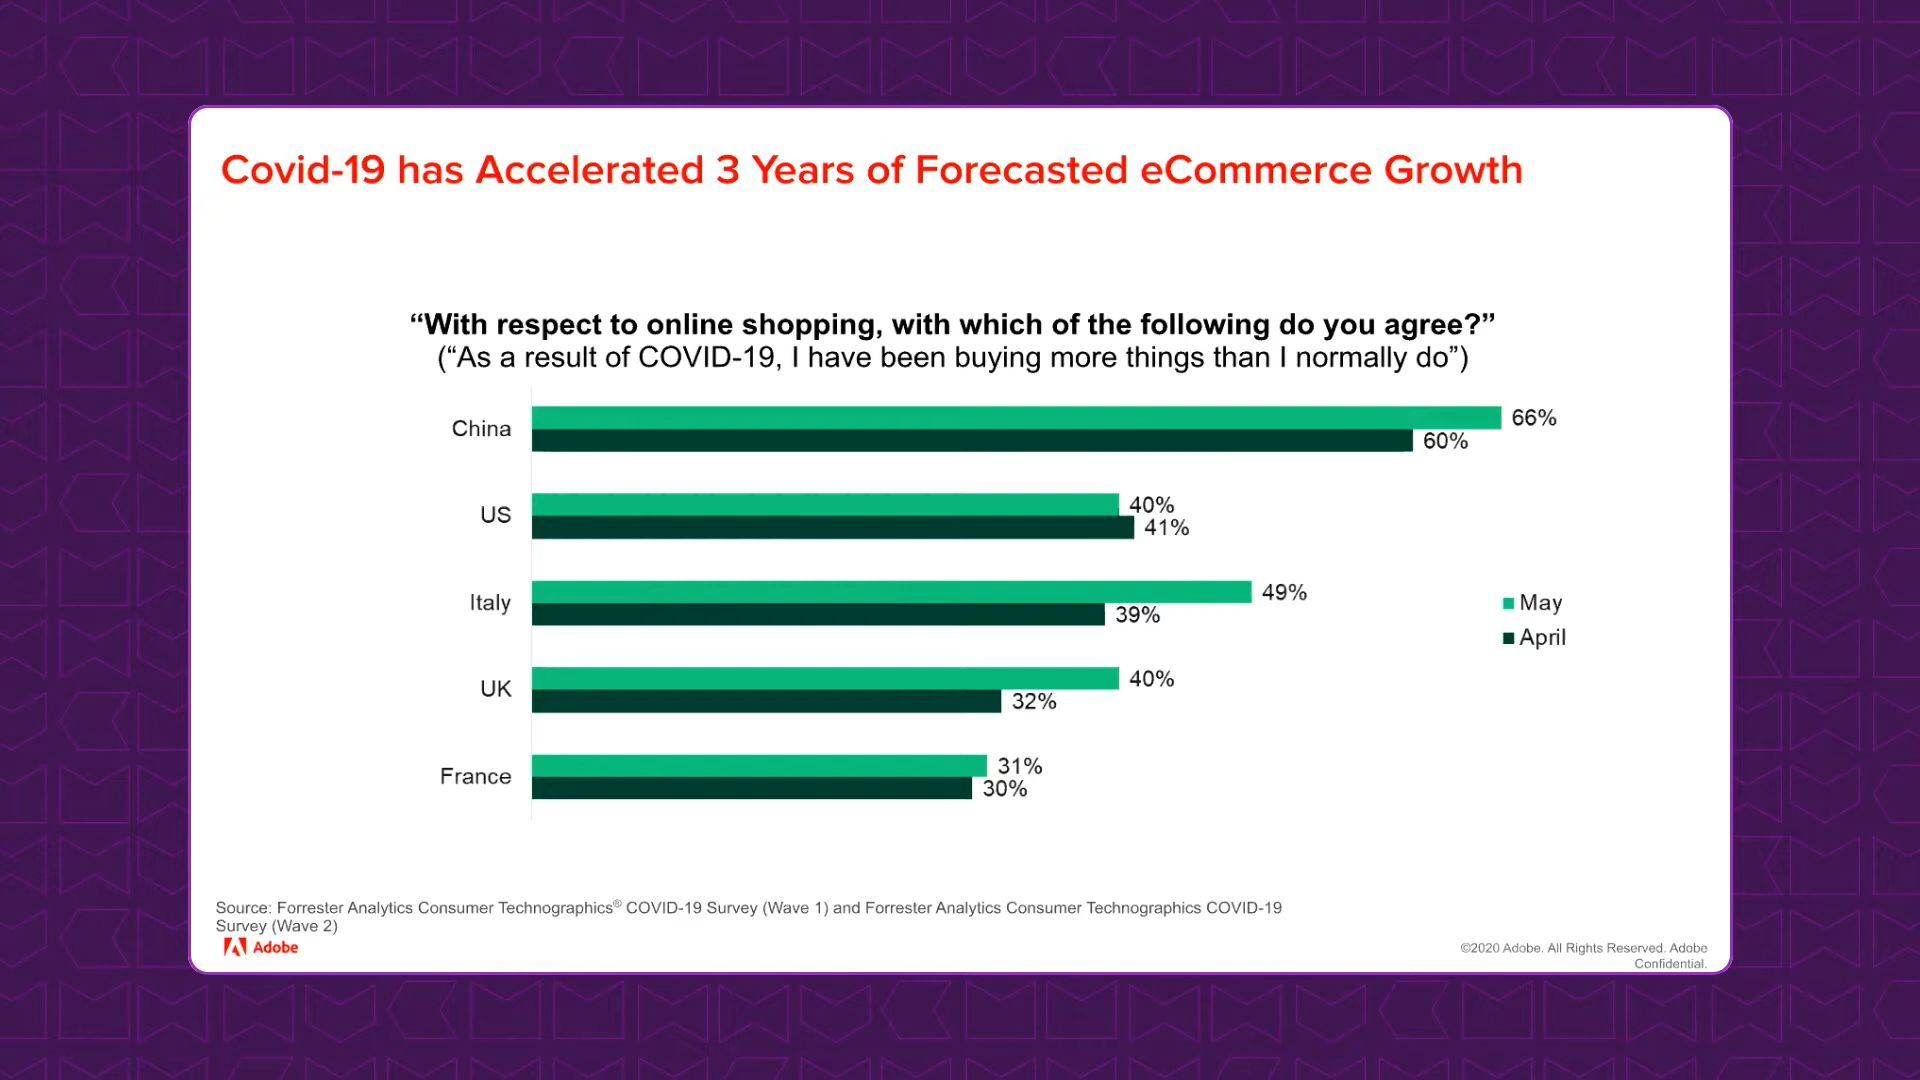 Covid-19 has Accelerated 3 Years of Forecasted eCommerce Growth
“With respect to online shopping, with which of the following do you agree?”
(“As a result of COVID-19, I have been buying more things than I normally do”)
China
66%
60%
US
40%
41%
Italy
49%
39%
UK
40%
32%
France
31%
30%
May
April
Source: Forrester Analytics Consumer Technographics® COVID-19 Survey (Wave 1) and Forrester Analytics Consumer Technographics COVID-19
Survey (Wave 2)
Adobe
©2020 Adobe. All Rights Reserved. Adobe
Confidential.